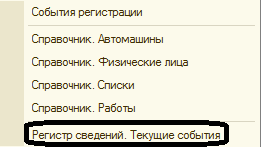 События регистрации
Справочник. Автомашины
Справочник. Физические лица
Справочник. Списки
Справочник. Работы
Регистр сведений. Текущие события